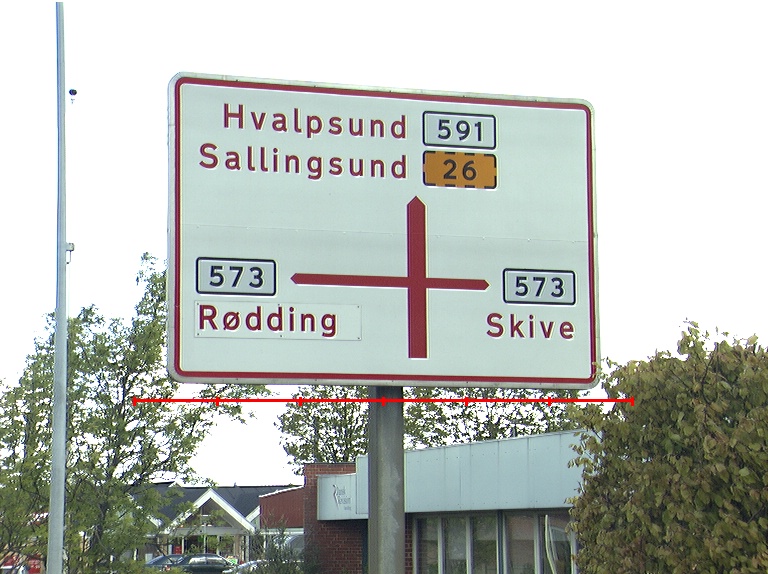 Hvalpsund 591
Sallingsund 26
573 573
Rødding Skive